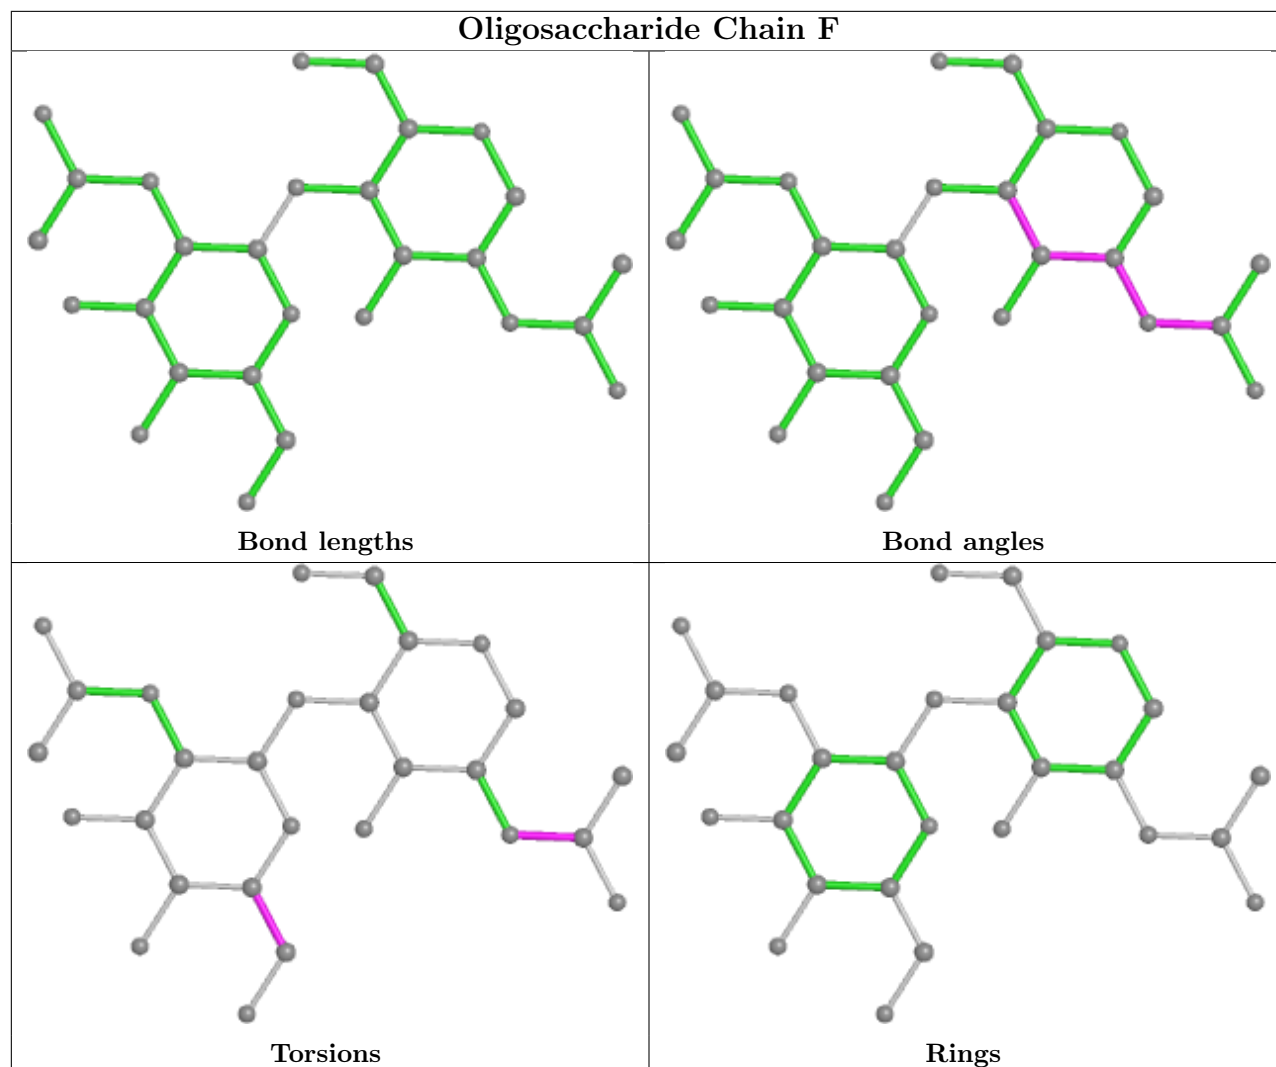 Oligosaccharide Chain F
Bond lengths
Bond angles
Torsions
Rings